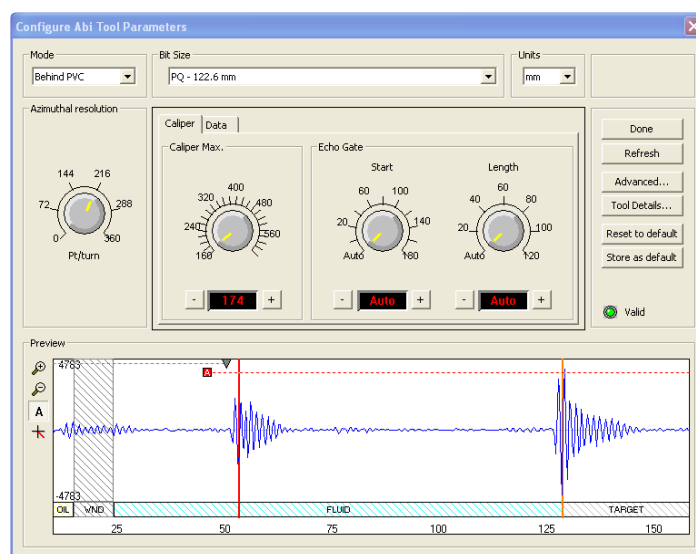 Configure Abi Tool Parameters
Mode
Behind PVC
Bit Size
PQ - 122.6 mm
Units
mm
Azimuthal resolution
0
72
144
216
288
360
Pt/turn
Caliper
Data
Caliper Max.
160
240
320
400
480
560
- 174 +
Echo Gate
Start
Auto
20
60
100
140
180
- Auto +
Length
Auto
20
40
60
80
100
120
- Auto +
Done
Refresh
Advanced...
Tool Details...
Reset to default
Store as default
Valid
Preview
A
4783
A
-4783
OIL WND FLUID TARGET
25 50 75 100 125 150